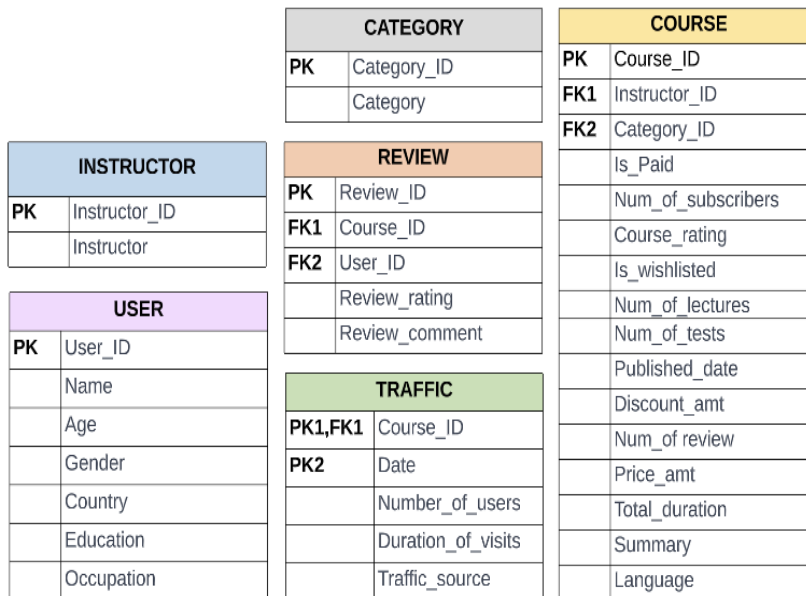 CATEGORY
PK Category_ID
Category
COURSE
PK Course_ID
FK1 Instructor_ID
FK2 Category_ID
Is_Paid
Num_of_subscribers
Course_rating
Is_wishlisted
Num_of_lectures
Num_of_tests
Published_date
Discount_amt
Num_of review
Price_amt
Total_duration
Summary
Language
INSTRUCTOR
PK Instructor_ID
Instructor
REVIEW
PK Review_ID
FK1 Course_ID
FK2 User_ID
Review_rating
Review_comment
USER
PK User_ID
Name
Age
Gender
Country
Education
Occupation
TRAFFIC
PK1,FK1 Course_ID
PK2 Date
Number_of_users
Duration_of_visits
Traffic_source